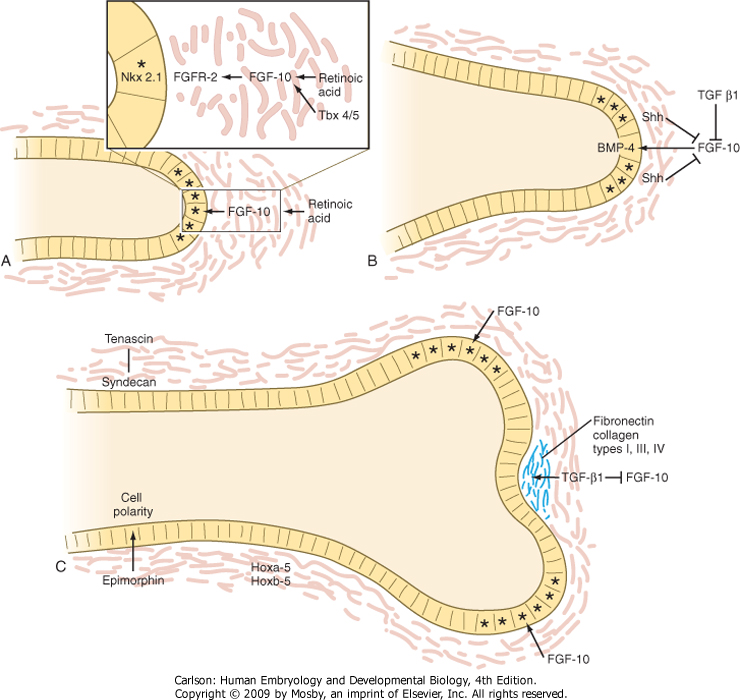 *
Nkx 2.1
FGFR-2
FGF-10
Retinoic
acid
Tbx 4/5
FGF-10
Retinoic
acid
A
TGF β1
Shh
BMP-4
FGF-10
Shh
B
FGF-10
Tenascin
Syndecan
Fibronectin
collagen
types I, III, IV
TGF-β1
FGF-10
Cell
polarity
C
Epimorphin
Hoxa-5
Hoxb-5
FGF-10
Carlson: Human Embryology and Developmental Biology, 4th Edition.
Copyright © 2009 by Mosby, an imprint of Elsevier, Inc. All rights reserved.